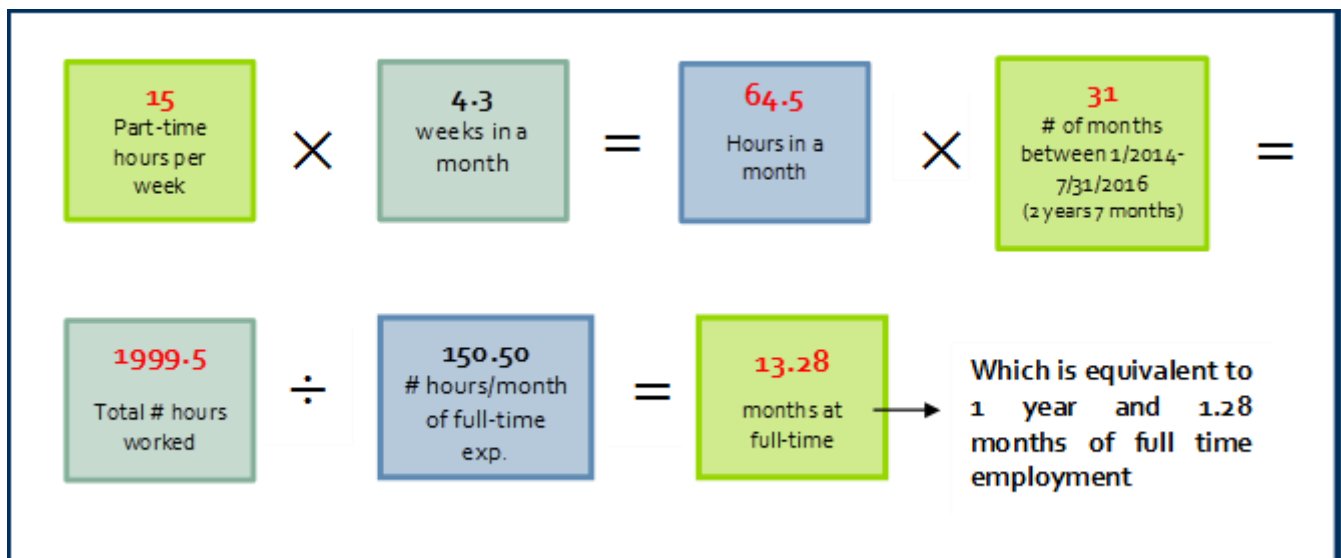 15
Part-time
hours per
week
×
4.3
weeks in a
month
=
64.5
Hours in a
month
×
31
# of months
between 1/2014-
7/31/2016
(2 years 7 months)
=
1999.5
Total # hours
worked
÷
150.50
# hours/month
of full-time
exp.
=
13.28
months at
full-time
Which is equivalent to
1 year and 1.28
months of full time
employment